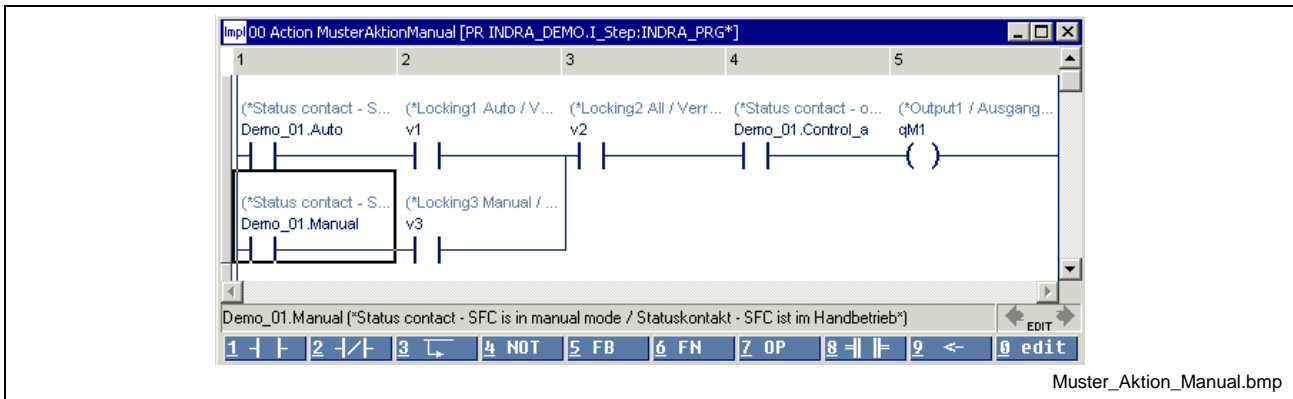 Impl 00 Action MusterAktionManual [PR INDRA_DEMO.I_Step:INDRA_PRG*]
1 2 3 4 5
(*Status contact - S... (*Locking1 Auto / V... (*Locking2 All / Verr... (*Status contact - o... (*Output1 / Ausgang...
Demo_01.Auto v1 v2 Demo_01.Control_a qM1
(*Status contact - S... (*Locking3 Manual / ...
Demo_01.Manual v3
Demo_01.Manual (*Status contact - SFC is in manual mode / Statuskontakt - SFC ist im Handbetrieb*) EDIT
1 2 3 4 NOT 5 FB 6 FN 7 OP 8 9 <- 0 edit
Muster_Aktion_Manual.bmp